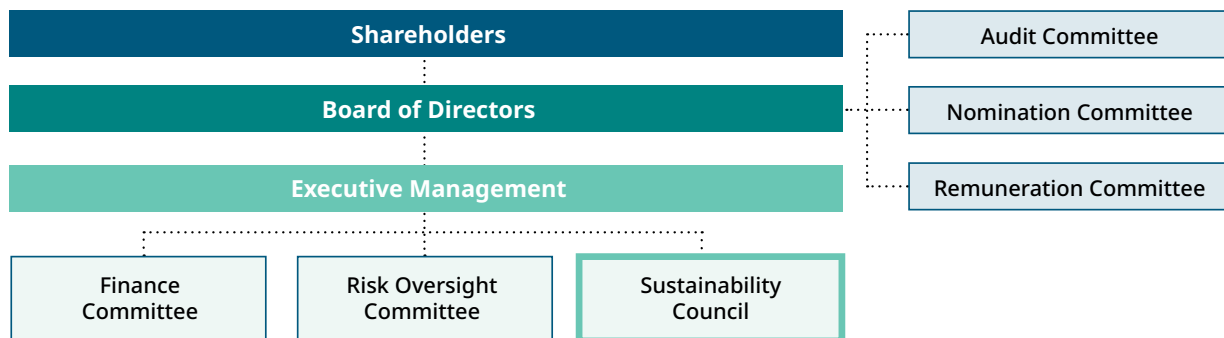 Shareholders
Board of Directors
Executive Management
Finance
Committee
Risk Oversight
Committee
Sustainability
Council
Audit Committee
Nomination Committee
Remuneration Committee